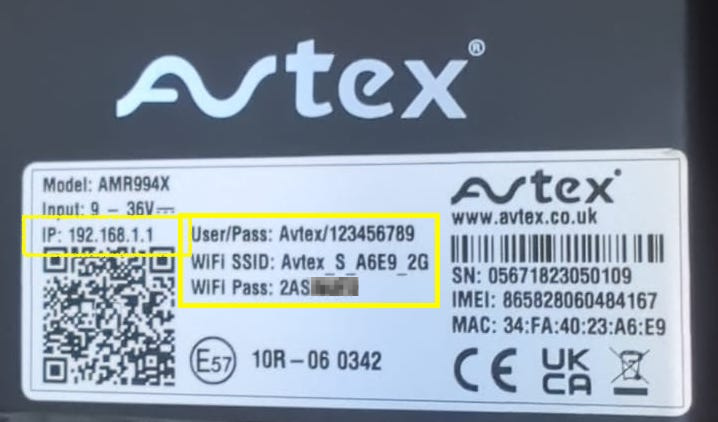 Avtex®
Model: AMR994X
Input: 9 – 36V
IP: 192.168.1.1
User/Pass: Avtex/123456789
WiFi SSID: Avtex_S_A6E9_2G
WiFi Pass: 2AS
E57
10R-06 0342
Avtex
www.avtex.co.uk
SN: 05671823050109
IMEI: 865828060484167
MAC: 34:FA:40:23:A6:E9
CE UK
CA